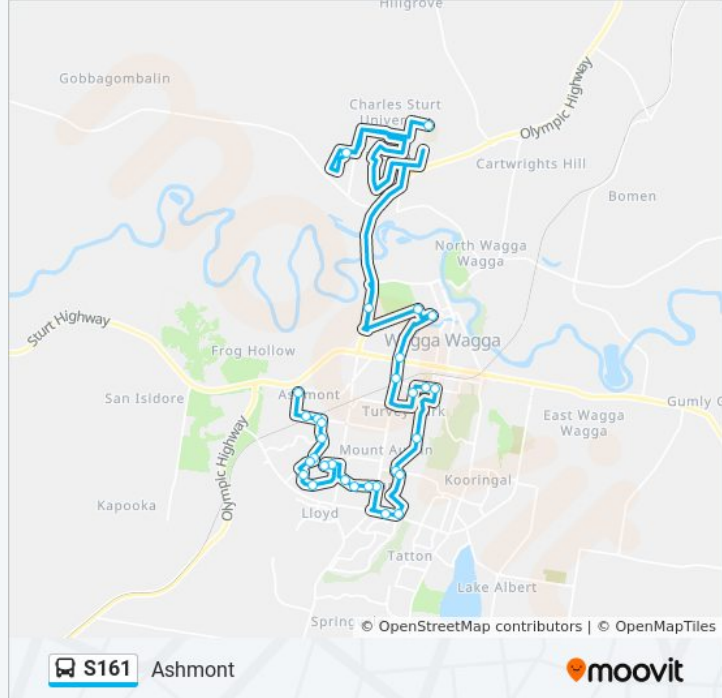 Hillgrove
Gobbagombalin
Charles Sturt
University
Olympic Highway
Cartwrights Hill
Bomen
North Wagga
Wagga
Sturt Highway
Wagga Wagga
Frog Hollow
San Isidore
Ashmont
Gumly
Turvey Park
East Wagga
Wagga
Olympic Highway
Mount Austin
Kooringal
Kapooka
Lloyd
Tatton
Lake Albert
Spring
© OpenStreetMap contributors | © OpenMapTiles
S161 Ashmont
moovit